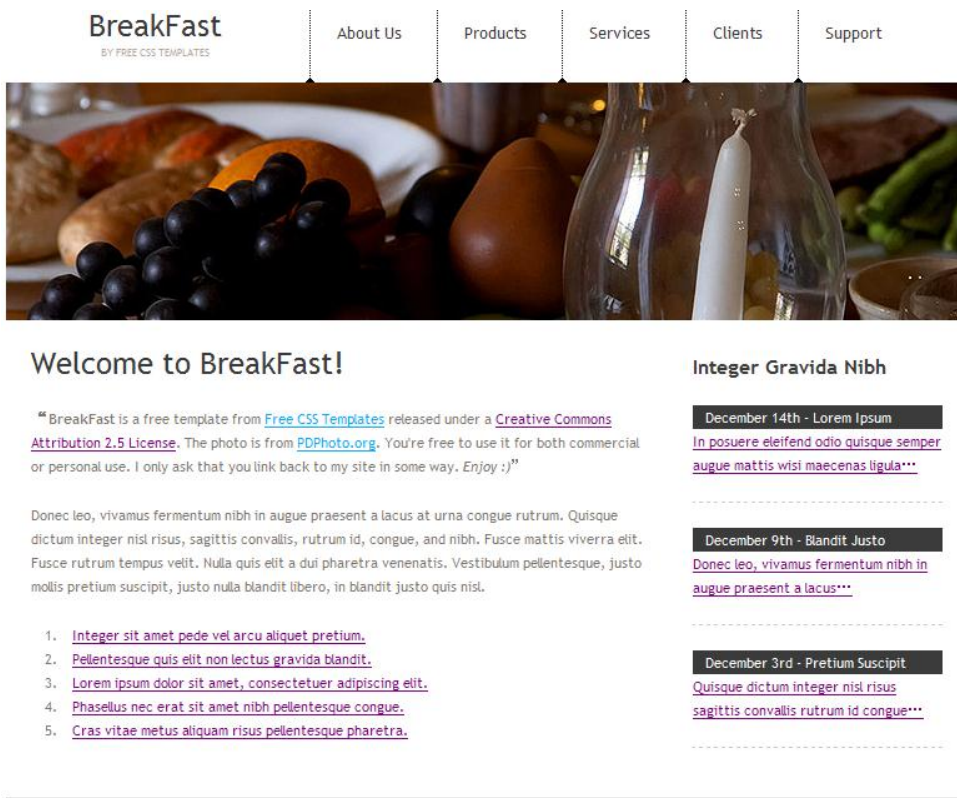 BreakFast
BY FREE CSS TEMPLATES
About Us
Products
Services
Clients
Support
Welcome to BreakFast!
❝BreakFast is a free template from Free CSS Templates released under a Creative Commons
Attribution 2.5 License. The photo is from PDPhoto.org. You're free to use it for both commercial
or personal use. I only ask that you link back to my site in some way. Enjoy :)❞
Donec leo, vivamus fermentum nibh in augue praesent a lacus at urna congue rutrum. Quisque
dictum integer nisl risus, sagittis convallis, rutrum id, congue, and nibh. Fusce mattis viverra elit.
Fusce rutrum tempus velit. Nulla quis elit a dui pharetra venenatis. Vestibulum pellentesque, justo
mollis pretium suscipit, justo nulla blandit libero, in blandit justo quis nisl.
1. Integer sit amet pede vel arcu aliquet pretium.
2. Pellentesque quis elit non lectus gravida blandit.
3. Lorem ipsum dolor sit amet, consectetuer adipiscing elit.
4. Phasellus nec erat sit amet nibh pellentesque congue.
5. Cras vitae metus aliquam risus pellentesque pharetra.
Integer Gravida Nibh
December 14th - Lorem Ipsum
In posuere eleifend odio quisque semper
augue mattis wisi maecenas ligula…
December 9th - Blandit Justo
Donec leo, vivamus fermentum nibh in
augue praesent a lacus…
December 3rd - Pretium Suscipit
Quisque dictum integer nisl risus
sagittis convallis rutrum id congue…